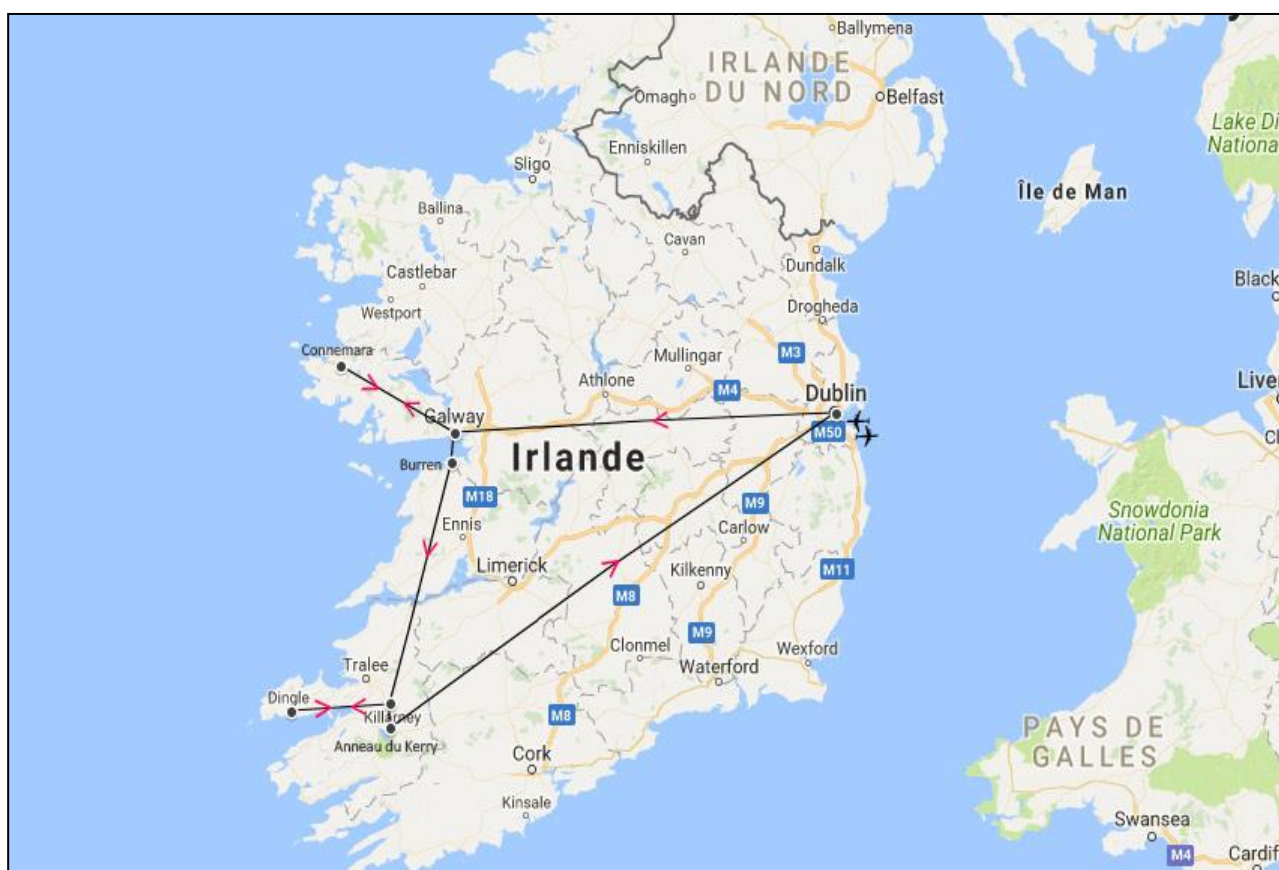 Ballymena
IRLANDE
DU NORD
Omagh
Belfast
Lake Di
National
Enniskillen
Sligo
Île de Man
Ballina
Cavan
Dundalk
Castlebar
Westport
Black
Drogheda
Connemara
M3
Mullingar
Athlone
M4
Liver
Dublin
Galway
M50
Burren
Irlande
M18
M9
Snowdonia
National Park
Ennis
Carlow
Limerick
M11
Kilkenny
M8
M9
Clonmel
Wexford
Tralee
Waterford
Dingle
Killarney
M8
Anneau du Kerry
PAYS DE
GALLES
Cork
Kinsale
Swansea
M4
Cardif